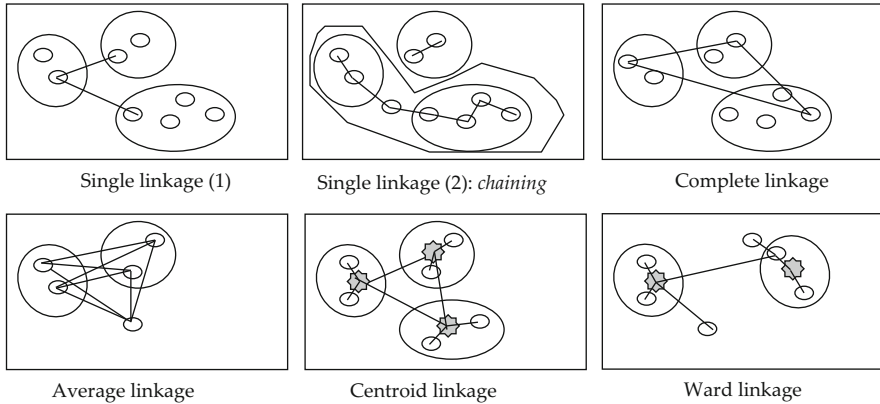 Single linkage (1)
Single linkage (2): chaining
Complete linkage
Average linkage
Centroid linkage
Ward linkage